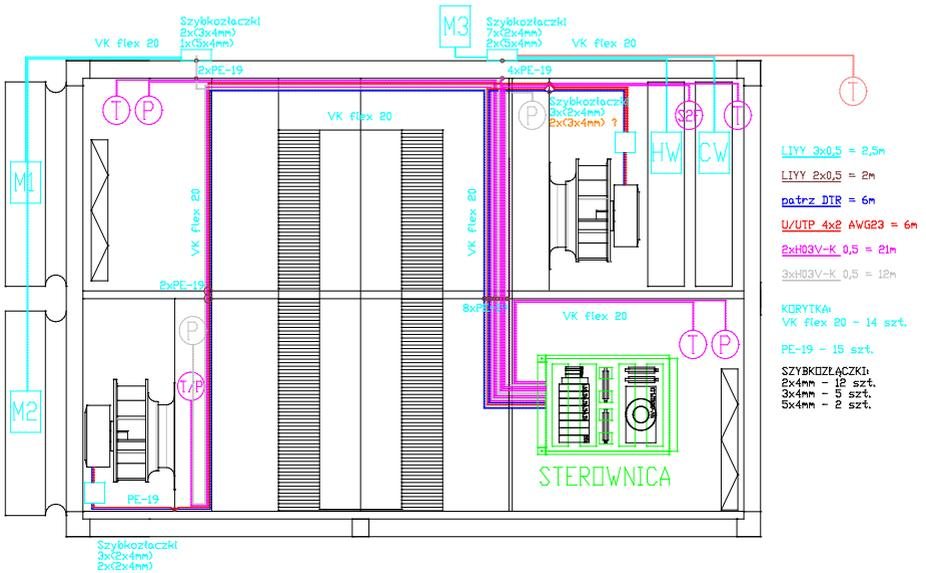 M3
Szybkozłaczki
2x(3x4mm)
1x(5x4mm)
Szybkozłaczki
7x(2x4mm)
2x(5x4mm)
VK flex 20
VK flex 20
2xPE-19
4xPE-19
T
P
P
Szybkozłaczki
3x(2x4mm)
2x(3x4mm) ?
T
T
VK flex 20
HW
CW
M1
VK flex 20
VK flex 20
LIYY 3x0,5 = 2,5m
LIYY 2x0,5 = 2m
patrz DTR = 6m
U/UTP 4x2 AWG23 = 6m
2xH03V-K 0,5 = 21m
3xH03V-K 0,5 = 12m
2xPE-19
VK flex 20
KORYTKA:
VK flex 20 - 14 szt.
PE-19 - 15 szt.
P
T
P
T/P
M2
SZYBKOZŁĄCZKI:
2x4mm - 12 szt.
3x4mm - 5 szt.
5x4mm - 2 szt.
STEROWNICA
PE-19
Szybkozłaczki
3x(2x4mm)
2x(2x4mm)